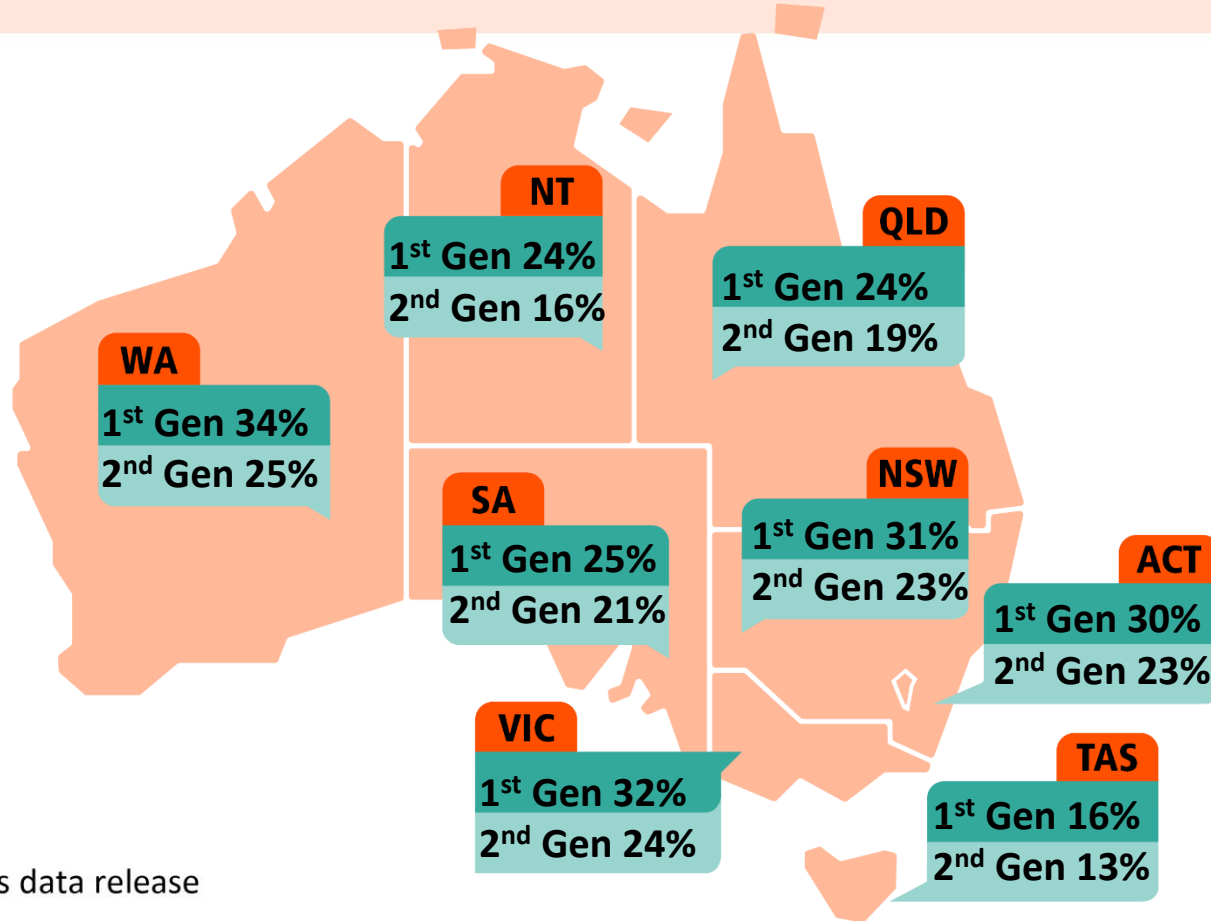 NT
1st Gen 24%
2nd Gen 16%
QLD
1st Gen 24%
2nd Gen 19%
WA
1st Gen 34%
2nd Gen 25%
SA
1st Gen 25%
2nd Gen 21%
NSW
1st Gen 31%
2nd Gen 23%
ACT
1st Gen 30%
2nd Gen 23%
VIC
1st Gen 32%
2nd Gen 24%
TAS
1st Gen 16%
2nd Gen 13%
s data release